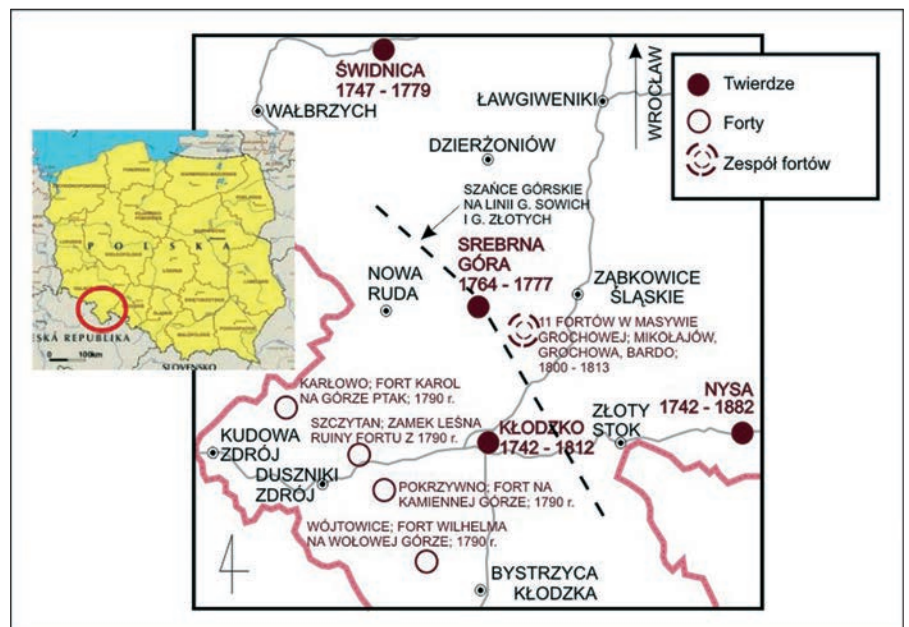 ŚWIDNICA
1747 - 1779
WAŁBRZYCH
ŁAWGIWENIKI
WROCŁAW
DZIERŻONIÓW
Twierdze
Forty
Zespół fortów
SZAŃCE GÓRSKIE
NA LINII G. SOWICH
I G. ZŁOTYCH
SREBRNA
GÓRA
1764 - 1777
NOWA
RUDA
ZĄBKOWICE
ŚLĄSKIE
11 FORTÓW W MASYWIE
GROCHOWEJ; MIKOŁAJÓW,
GROCHOWA, BARDO;
1800 - 1813
P O L S K A
ESKÁ REPUBLIKA
SLOVENSKO
0 100km
KARŁOWO; FORT KAROL
NA GÓRZE PTAK; 1790 r.
SZCZYTAN; ZAMEK LEŚNA
RUINY FORTU Z 1790 r.
KUDOWA
ZDRÓJ
DUSZNIKI
ZDRÓJ
KŁODZKO
1742 - 1812
ZŁOTY
STOK
NYSA
1742 - 1882
POKRZYWNO; FORT NA
KAMIENNEJ GÓRZE; 1790 r.
WÓJTOWICE; FORT WILHELMA
NA WOŁOWEJ GÓRZE; 1790 r.
BYSTRZYCA
KŁODZKA